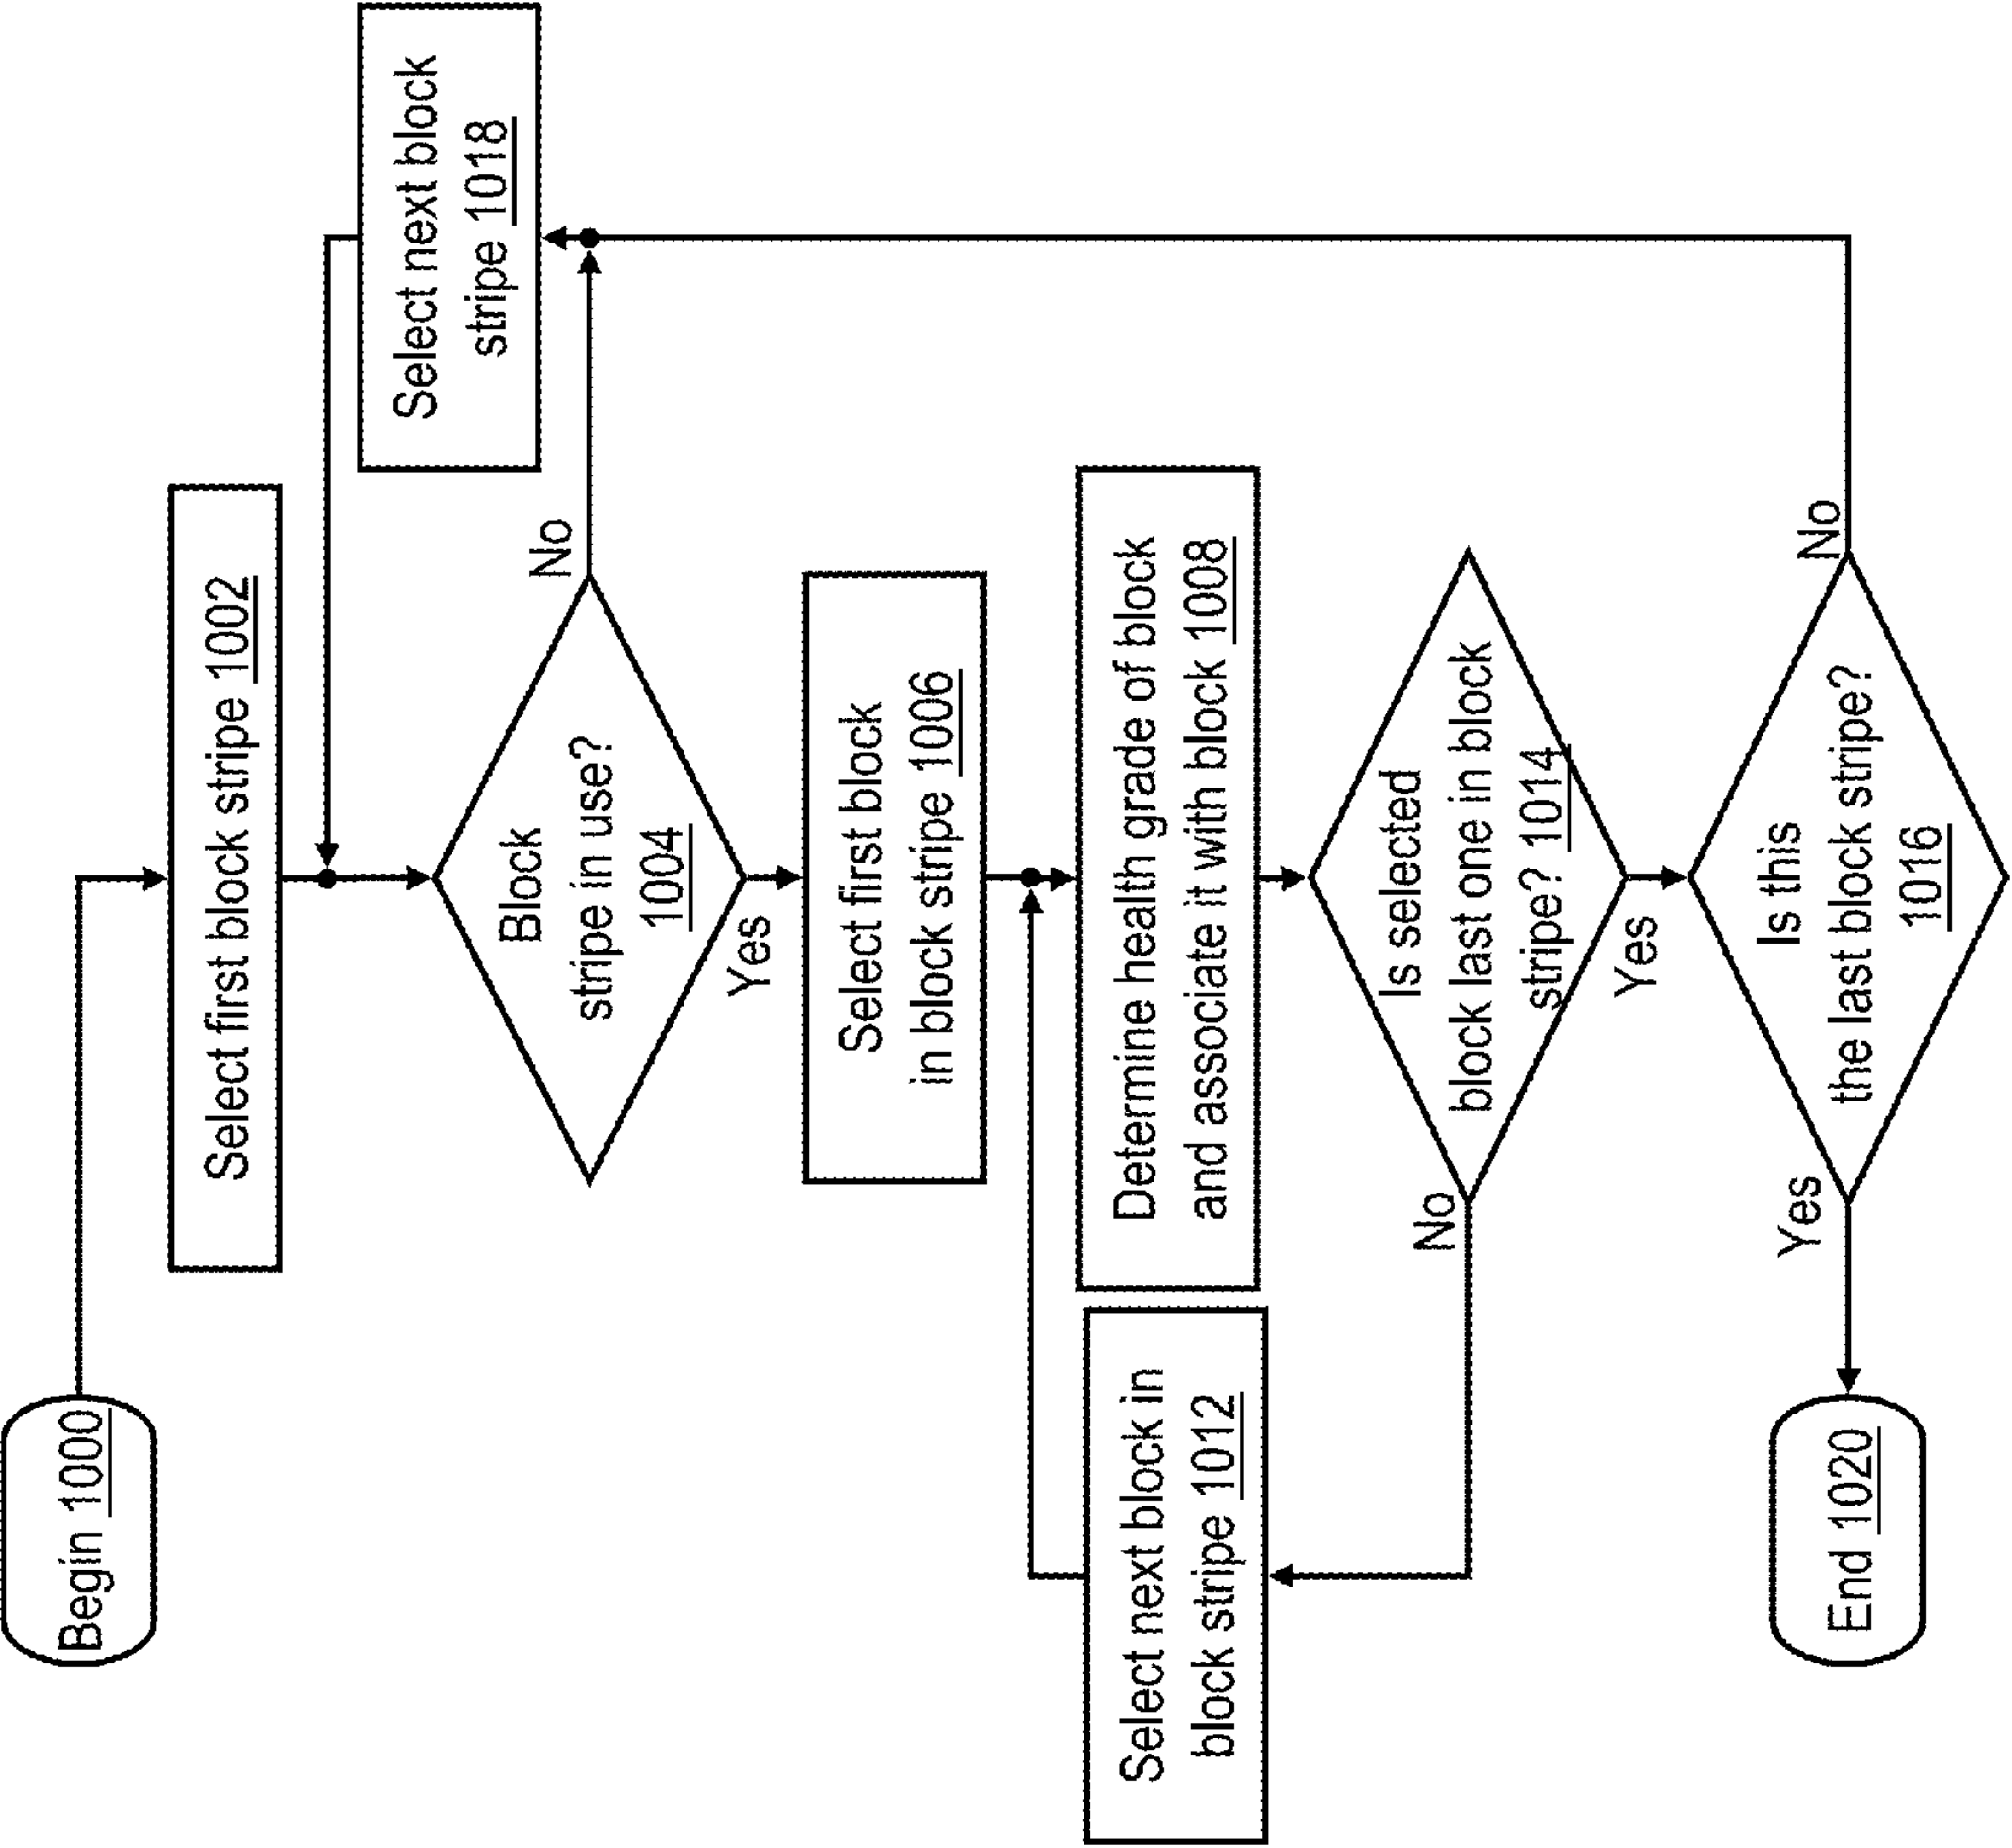 Begin 1000
Select first block stripe 1002
Select next block
stripe 1018
Block
stripe in use?
1004
No
Yes
Select first block
in block stripe 1006
Determine health grade of block
and associate it with block 1008
Select next block in
block stripe 1012
Is selected
block last one in block
stripe? 1014
No
Yes
Is this
the last block stripe?
1016
Yes
No
End 1020